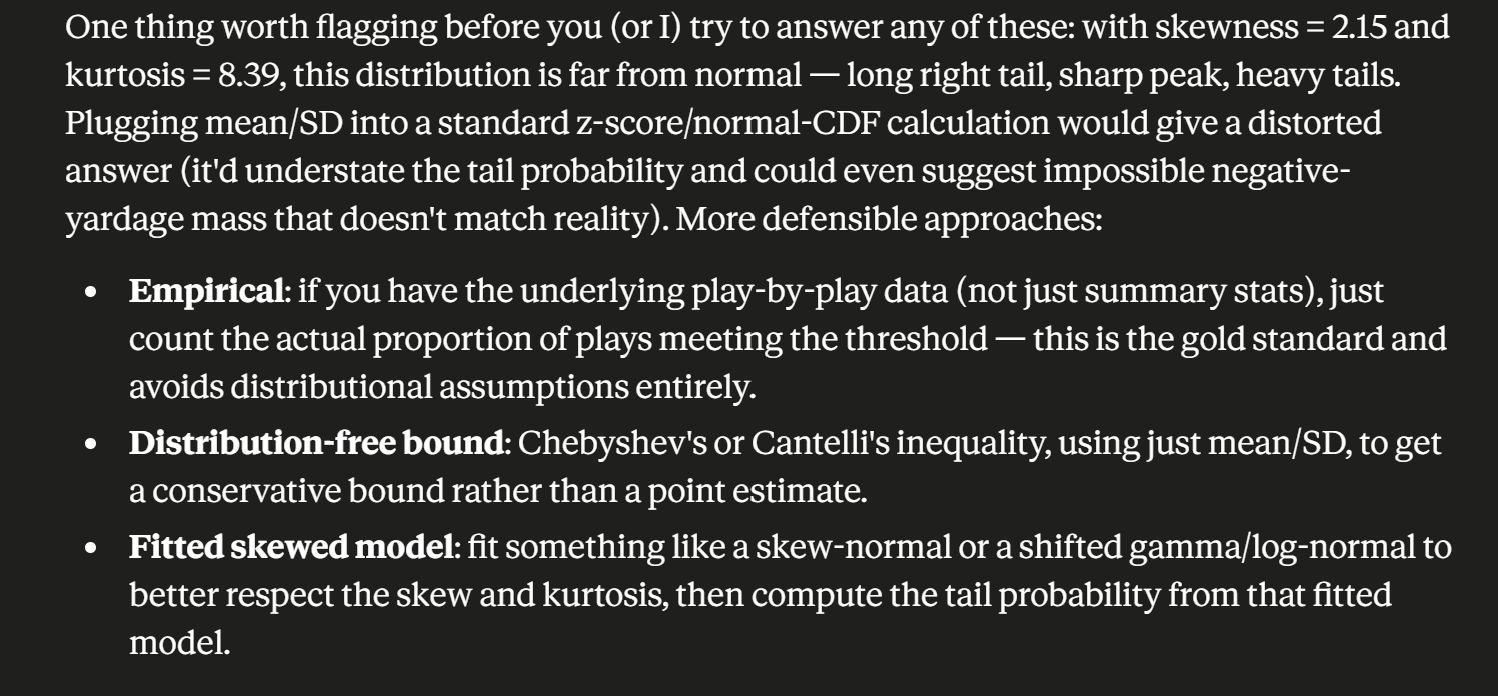 One thing worth flagging before you (or I) try to answer any of these: with skewness = 2.15 and
kurtosis = 8.39, this distribution is far from normal — long right tail, sharp peak, heavy tails.
Plugging mean/SD into a standard z-score/normal-CDF calculation would give a distorted
answer (it'd understate the tail probability and could even suggest impossible negative-
yardage mass that doesn't match reality). More defensible approaches:
• Empirical: if you have the underlying play-by-play data (not just summary stats), just
count the actual proportion of plays meeting the threshold — this is the gold standard and
avoids distributional assumptions entirely.
• Distribution-free bound: Chebyshev's or Cantelli's inequality, using just mean/SD, to get
a conservative bound rather than a point estimate.
• Fitted skewed model: fit something like a skew-normal or a shifted gamma/log-normal to
better respect the skew and kurtosis, then compute the tail probability from that fitted
model.